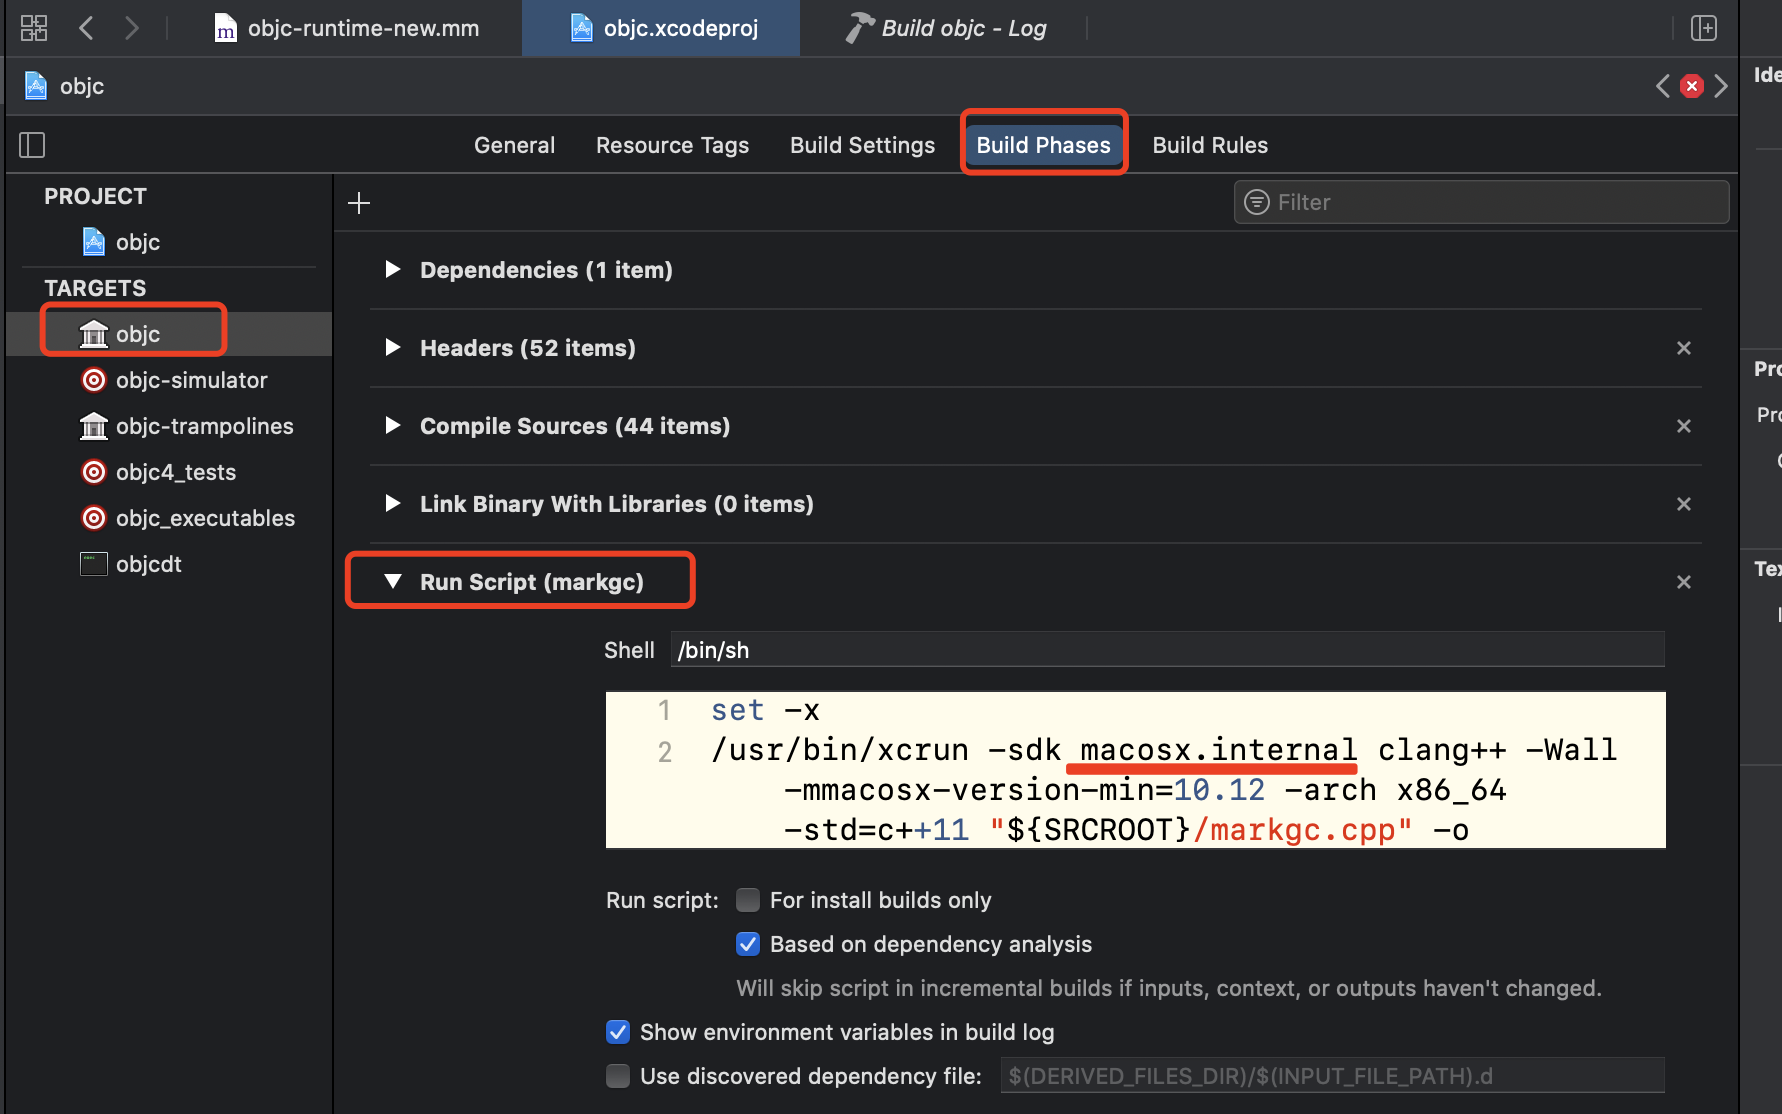 objc-runtime-new.mm
objc.xcodeproj
Build objc - Log
objc
General
Resource Tags
Build Settings
Build Phases
Build Rules
PROJECT
objc
TARGETS
objc
objc-simulator
objc-trampolines
objc4_tests
objc_executables
objcdt
Filter
Dependencies (1 item)
Headers (52 items)
Compile Sources (44 items)
Link Binary With Libraries (0 items)
Run Script (markgc)
Shell /bin/sh
1 set -x
2 /usr/bin/xcrun -sdk macosx.internal clang++ -Wall
-mmacosx-version-min=10.12 -arch x86_64
-std=c++11 "${SRCROOT}/markgc.cpp" -o
Run script: For install builds only
Based on dependency analysis
Will skip script in incremental builds if inputs, context, or outputs haven't changed.
Show environment variables in build log
Use discovered dependency file: $(DERIVED_FILES_DIR)/$(INPUT_FILE_PATH).d
Ide
Pro
Pro